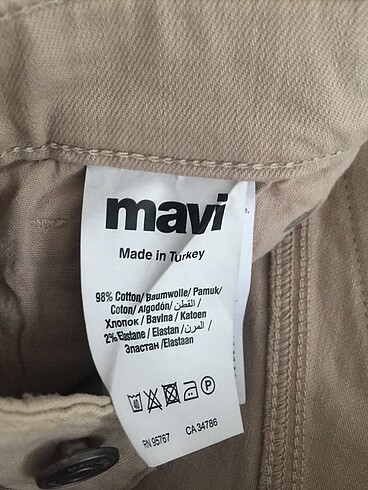 mavi
Made in Turkey
98% Cotton/ Baumwolle/ Pamuk/
Coton/ Algodón/ القطن /
Хлопок / Bavlna / Katoen
2% Elastane / Elastan / المرن/
Эластан /Elastaan
40
P
RN 95767 CA 34786